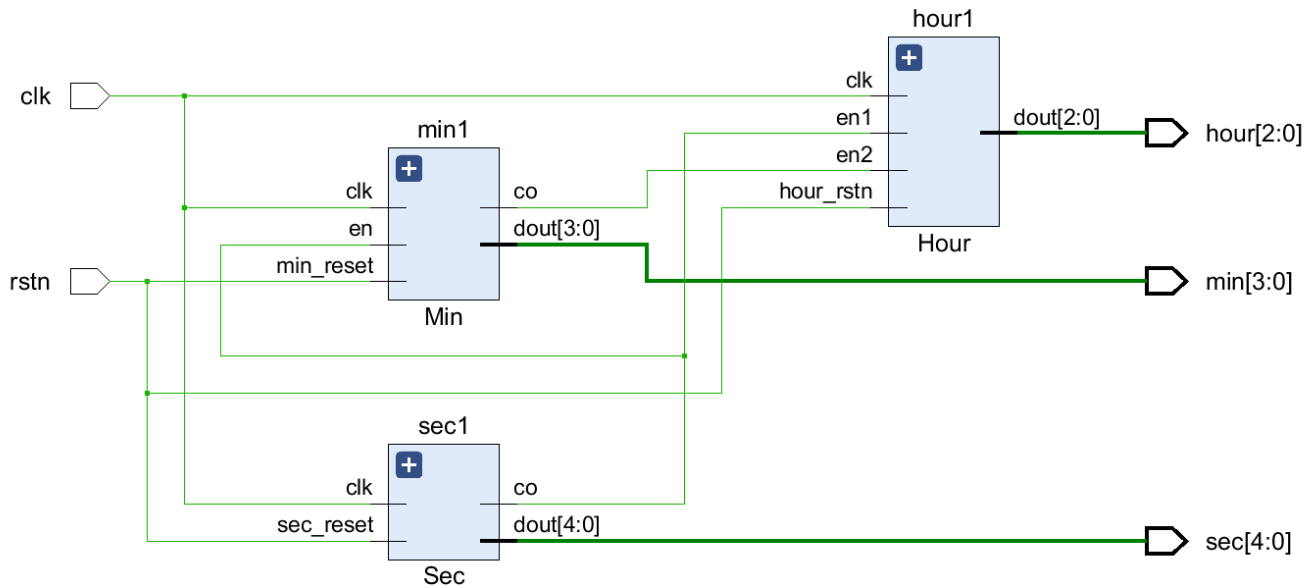 hour1
clk
clk
en1
dout[2:0]
hour[2:0]
en2
hour_rstn
Hour
min1
clk
co
en
dout[3:0]
min_reset
rstn
min[3:0]
Min
sec1
clk
co
sec_reset
dout[4:0]
sec[4:0]
Sec